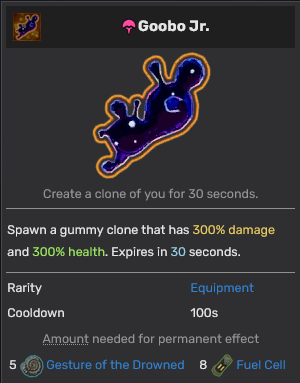 Goobo Jr.
Create a clone of you for 30 seconds.
Spawn a gummy clone that has 300% damage
and 300% health. Expires in 30 seconds.
Rarity Equipment
Cooldown 100s
Amount needed for permanent effect
5 Gesture of the Drowned 8 Fuel Cell